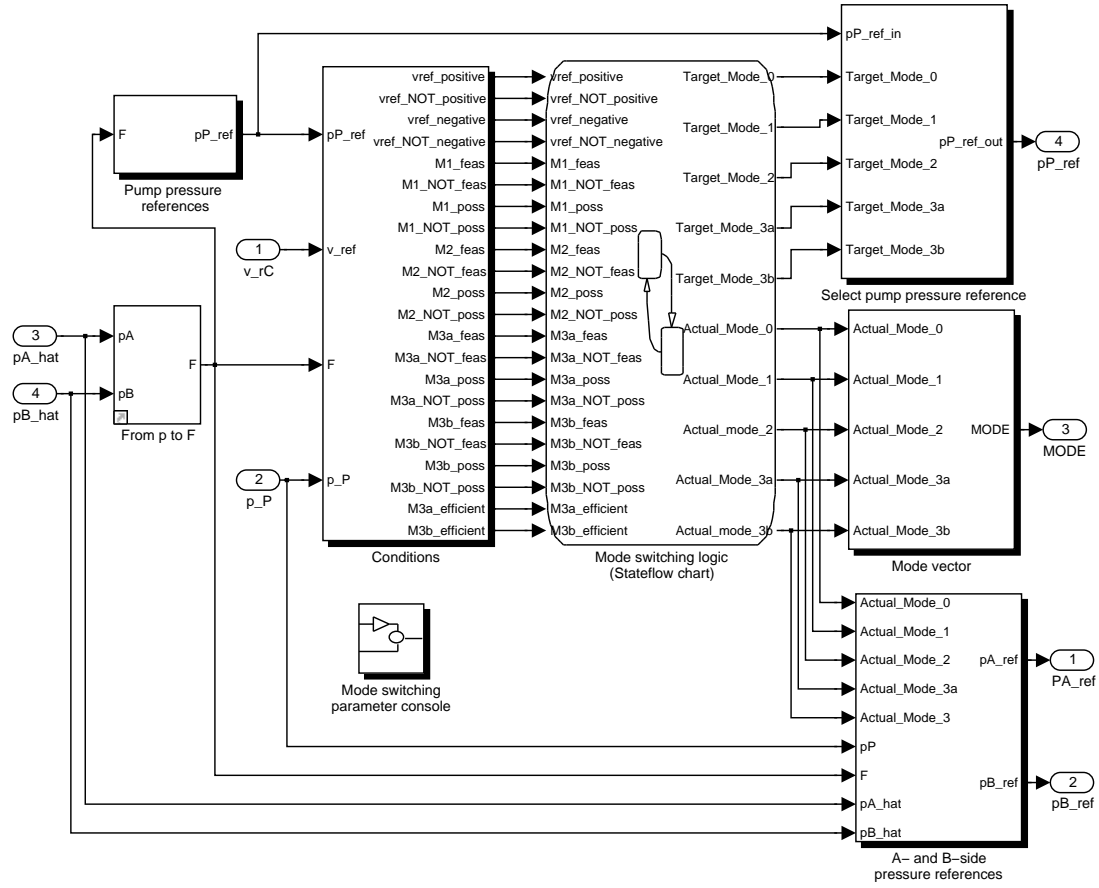 F
pP_ref
Pump pressure
references
3
pA_hat
4
pB_hat
pA
pB
F
From p to F
1
v_rC
2
p_P
pP_ref
v_ref
F
p_P
vref_positive
vref_NOT_positive
vref_negative
vref_NOT_negative
M1_feas
M1_NOT_feas
M1_poss
M1_NOT_poss
M2_feas
M2_NOT_feas
M2_poss
M2_NOT_poss
M3a_feas
M3a_NOT_feas
M3a_poss
M3a_NOT_poss
M3b_feas
M3b_NOT_feas
M3b_poss
M3b_NOT_poss
M3a_efficient
M3b_efficient
Conditions
vref_positive
vref_NOT_positive
vref_negative
vref_NOT_negative
M1_feas
M1_NOT_feas
M1_poss
M1_NOT_poss
M2_feas
M2_NOT_feas
M2_poss
M2_NOT_poss
M3a_feas
M3a_NOT_feas
M3a_poss
M3a_NOT_poss
M3b_feas
M3b_NOT_feas
M3b_poss
M3b_NOT_poss
M3a_efficient
M3b_efficient
Target_Mode_0
Target_Mode_1
Target_Mode_2
Target_Mode_3a
Target_Mode_3b
Actual_Mode_0
Actual_Mode_1
Actual_mode_2
Actual_Mode_3a
Actual_mode_3b
Mode switching logic
(Stateflow chart)
pP_ref_in
Target_Mode_0
Target_Mode_1
Target_Mode_2
Target_Mode_3a
Target_Mode_3b
pP_ref_out
Select pump pressure reference
4
pP_ref
Actual_Mode_0
Actual_Mode_1
Actual_Mode_2
Actual_Mode_3a
Actual_Mode_3b
MODE
Mode vector
3
MODE
Mode switching
parameter console
Actual_Mode_0
Actual_Mode_1
Actual_Mode_2
Actual_Mode_3a
Actual_Mode_3
pP
F
pA_hat
pB_hat
pA_ref
pB_ref
A− and B−side
pressure references
1
PA_ref
2
pB_ref